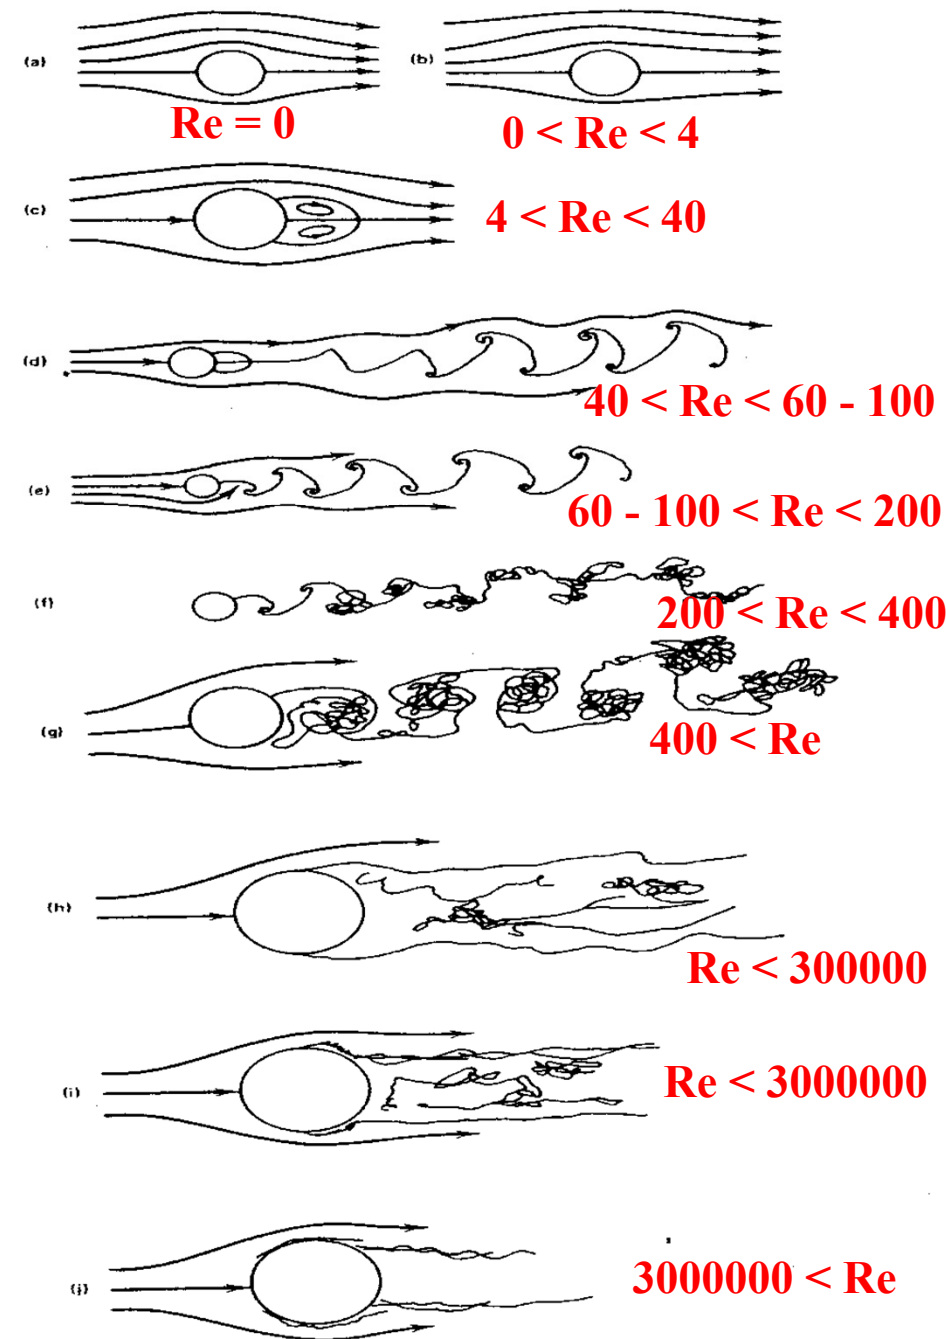 (a)
Re = 0
(b)
0 < Re < 4
(c)
4 < Re < 40
(d)
40 < Re < 60 - 100
(e)
60 - 100 < Re < 200
(f)
200 < Re < 400
(g)
400 < Re
(h)
Re < 300000
(i)
Re < 3000000
(j)
3000000 < Re